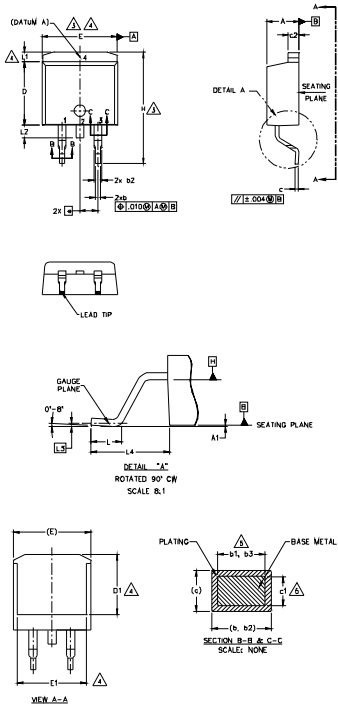 (DATUM A)
3 4
E
A
4
L1
4
D
H 3
L2
1 2 3
C C
B B
2x b2
2xb
2X e
.010 M A M B
A
A B
c2
DETAIL A
SEATING
PLANE
c
A
// ±.004 M B
LEAD TIP
GAUGE
PLANE
H
0°-8°
B
SEATING PLANE
A1
L3
L
L4
DETAIL "A"
ROTATED 90° CW
SCALE 8:1
(E)
D1 4
E1 4
VIEW A-A
PLATING
5
BASE METAL
b1, b3
(c)
c1
(b, b2)
SECTION B-B & C-C
SCALE: NONE